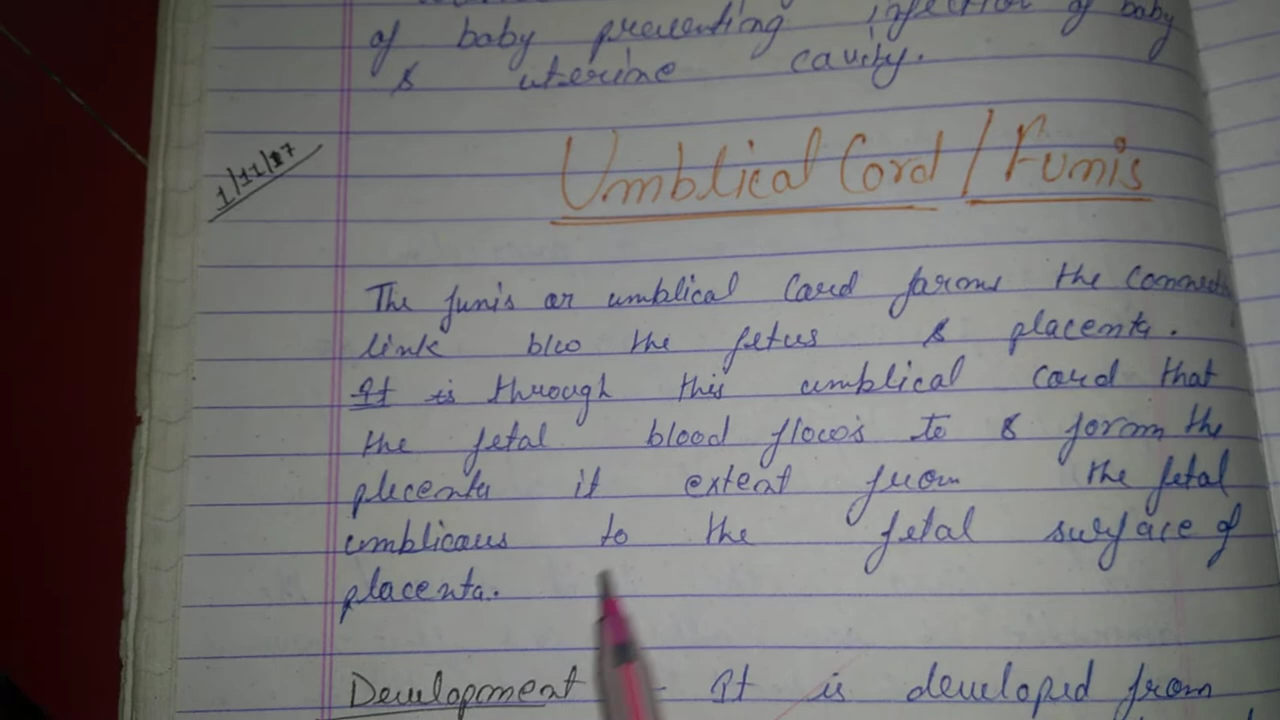 of baby preventing infection of baby
& uterine cavity.
1/11/17
Umblical Cord / Funis
The funis or umblical Cord forms the Connecti
link b/w the fetus & placenta.
It is through this umblical cord that
the fetal blood flows to & form the
plecenta it extent from the fetal
umblicaus to the fetal surface of
placenta.
Development - It is developed from